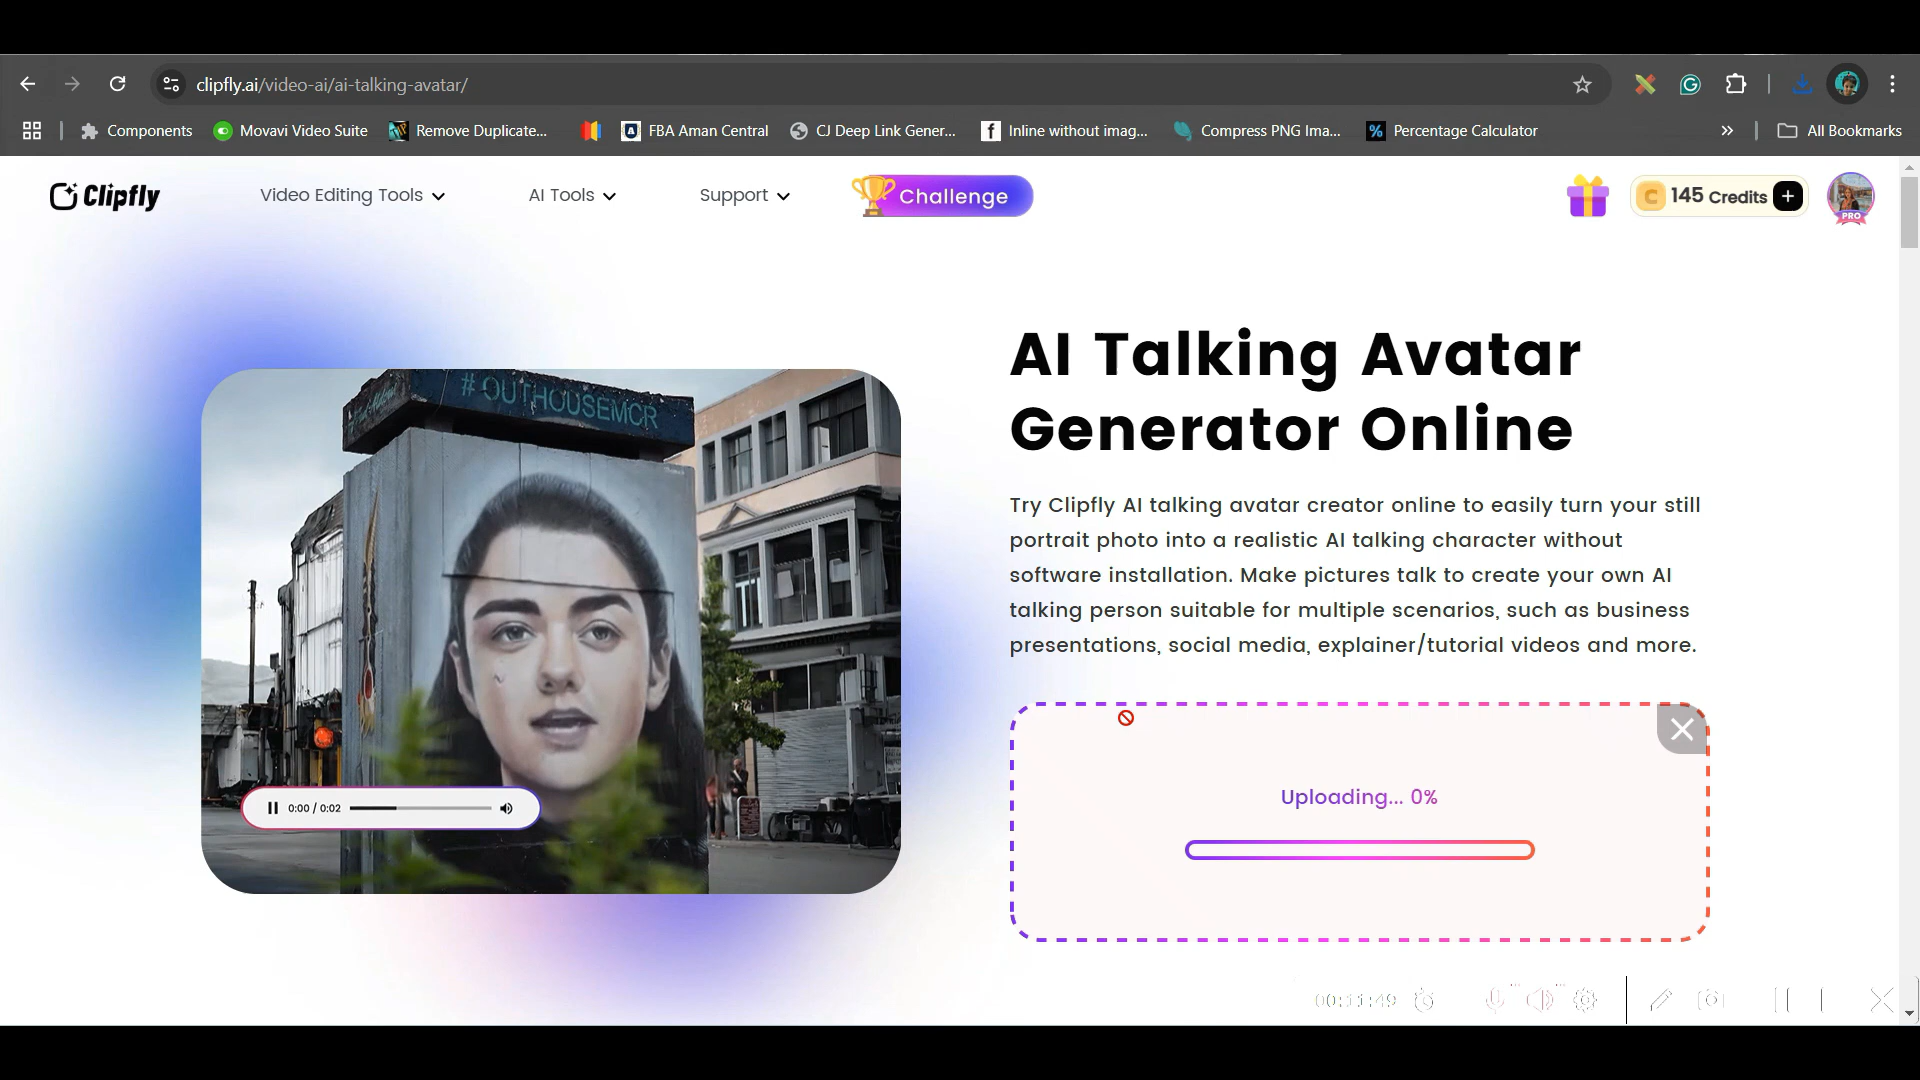 clipfly.ai/video-ai/ai-talking-avatar/
Components
Movavi Video Suite
Remove Duplicate...
FBA Aman Central
CJ Deep Link Gener...
Inline without imag...
Compress PNG Ima...
Percentage Calculator
All Bookmarks
Clipfly
Video Editing Tools
AI Tools
Support
Challenge
C 145 Credits
PRO
# OUTHOUSEMCR
AI Talking Avatar
Generator Online
Try Clipfly AI talking avatar creator online to easily turn your still
portrait photo into a realistic AI talking character without
software installation. Make pictures talk to create your own AI
talking person suitable for multiple scenarios, such as business
presentations, social media, explainer/tutorial videos and more.
Uploading... 0%
0:00 / 0:02
00:11:49